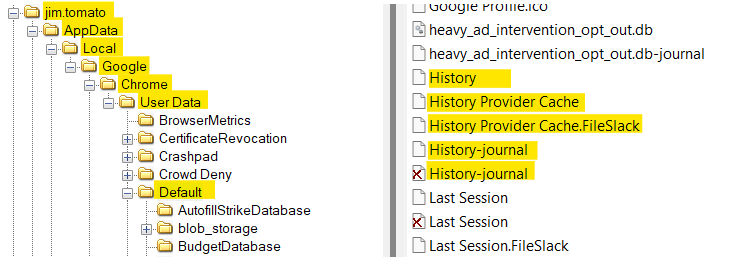 jim.tomato
AppData
Local
Google
Chrome
User Data
BrowserMetrics
CertificateRevocation
Crashpad
Crowd Deny
Default
AutofillStrikeDatabase
blob_storage
BudgetDatabase
Google Profile.ico
heavy_ad_intervention_opt_out.db
heavy_ad_intervention_opt_out.db-journal
History
History Provider Cache
History Provider Cache.FileSlack
History-journal
History-journal
Last Session
Last Session
Last Session.FileSlack